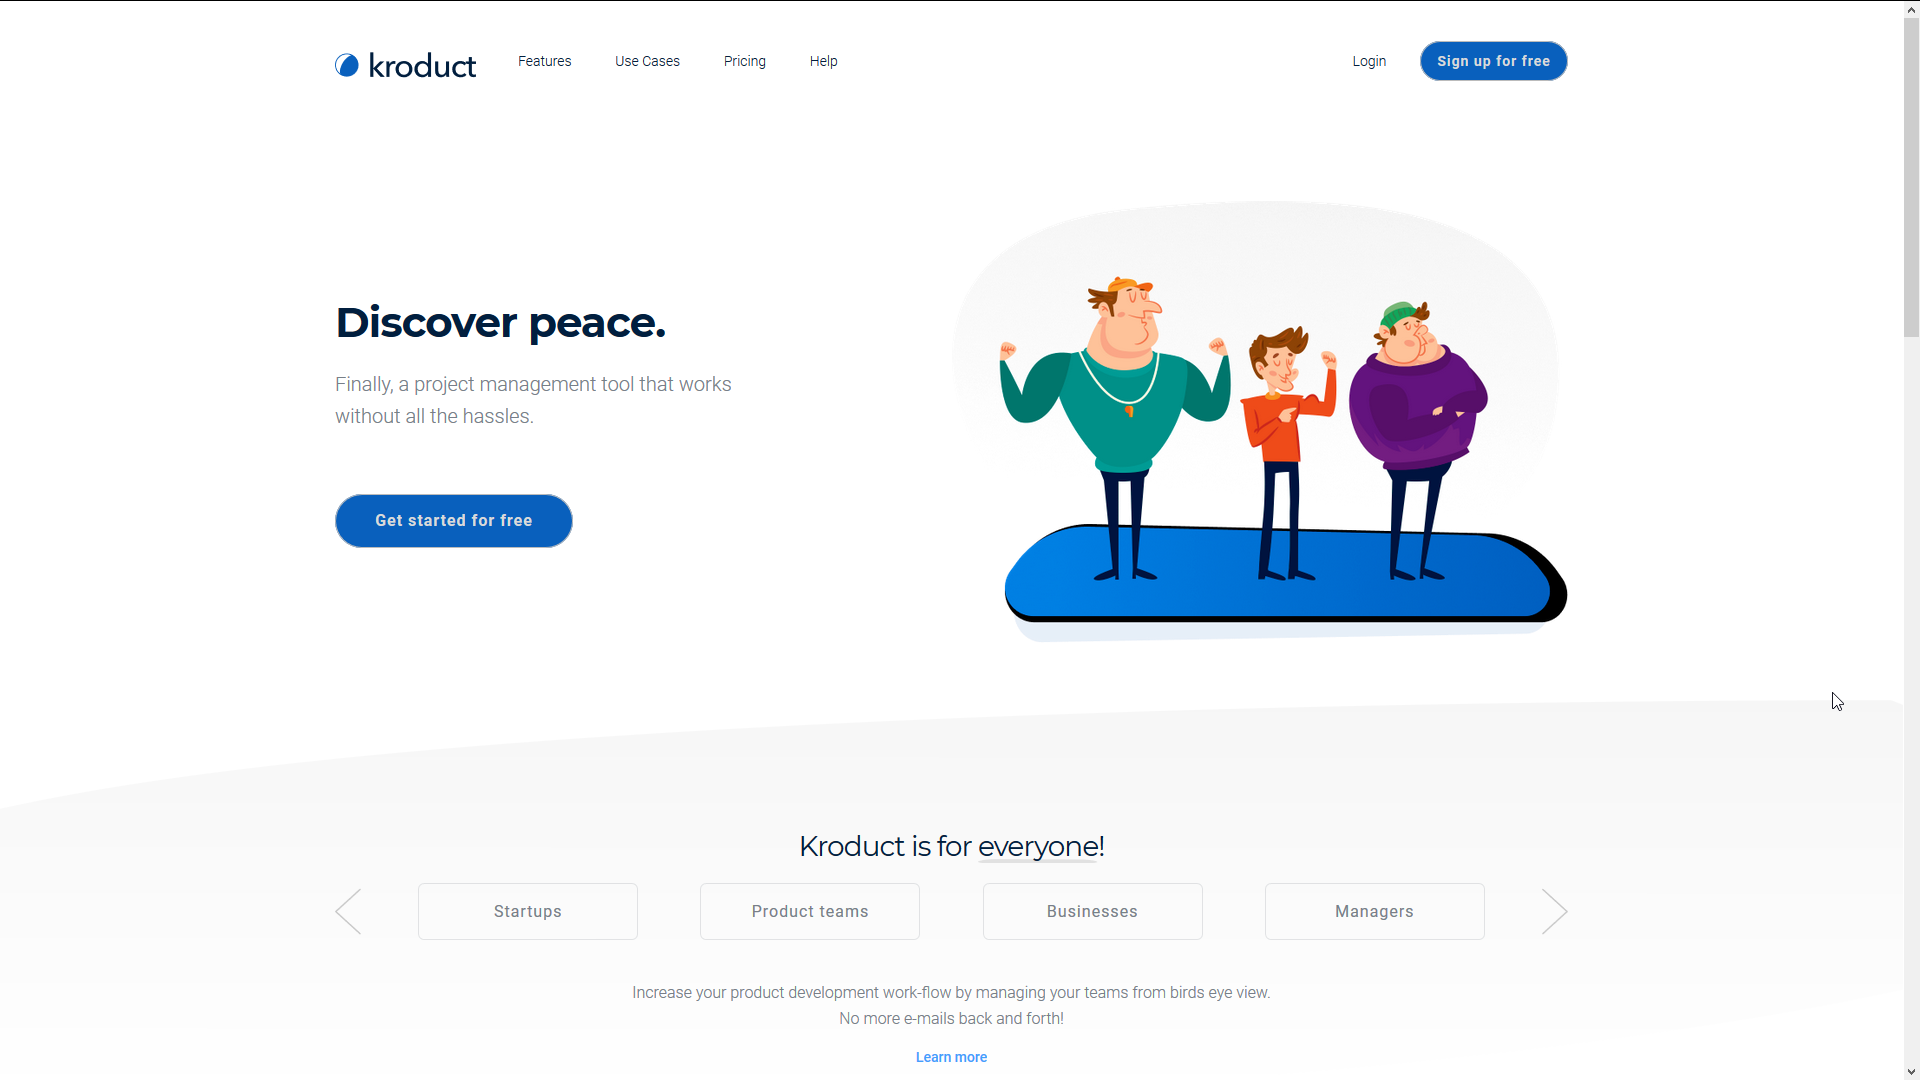 kroduct
Features
Use Cases
Pricing
Help
Login
Sign up for free
Discover peace.
Finally, a project management tool that works
without all the hassles.
Get started for free
Kroduct is for everyone!
Startups
Product teams
Businesses
Managers
Increase your product development work-flow by managing your teams from birds eye view.
No more e-mails back and forth!
Learn more